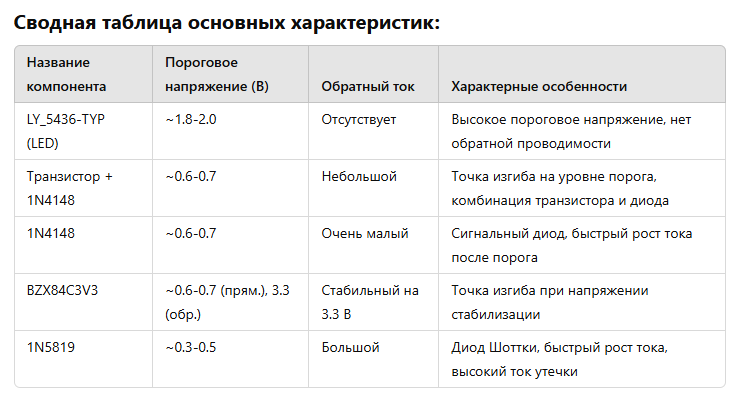 Сводная таблица основных характеристик:
Название компонента | Пороговое напряжение (В) | Обратный ток | Характерные особенности
LY_5436-TYP (LED) | ~1.8-2.0 | Отсутствует | Высокое пороговое напряжение, нет обратной проводимости
Транзистор + 1N4148 | ~0.6-0.7 | Небольшой | Точка изгиба на уровне порога, комбинация транзистора и диода
1N4148 | ~0.6-0.7 | Очень малый | Сигнальный диод, быстрый рост тока после порога
BZX84C3V3 | ~0.6-0.7 (прям.), 3.3 (обр.) | Стабильный на 3.3 В | Точка изгиба при напряжении стабилизации
1N5819 | ~0.3-0.5 | Большой | Диод Шоттки, быстрый рост тока, высокий ток утечки